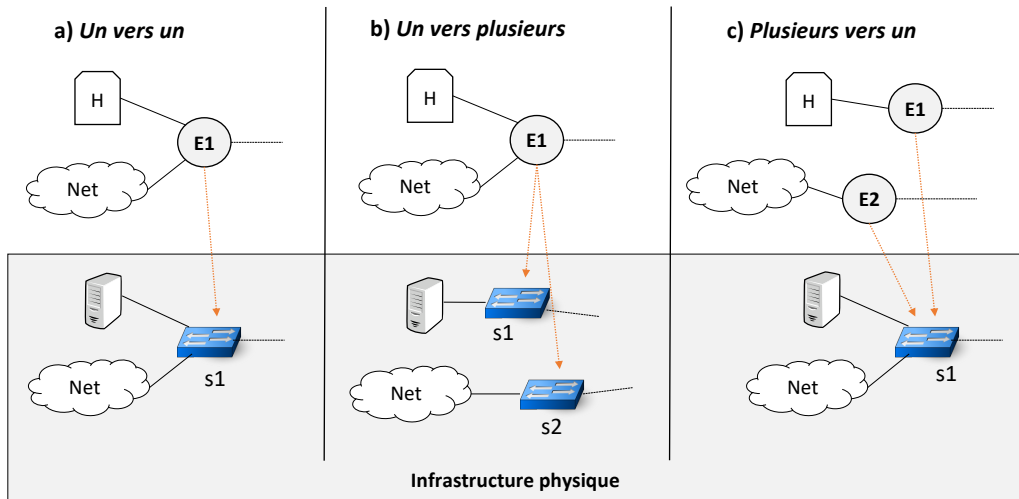 a) Un vers un
H
E1
Net
Net
s1
b) Un vers plusieurs
H
E1
Net
s1
Net
s2
c) Plusieurs vers un
H
E1
Net
E2
Net
s1
Infrastructure physique